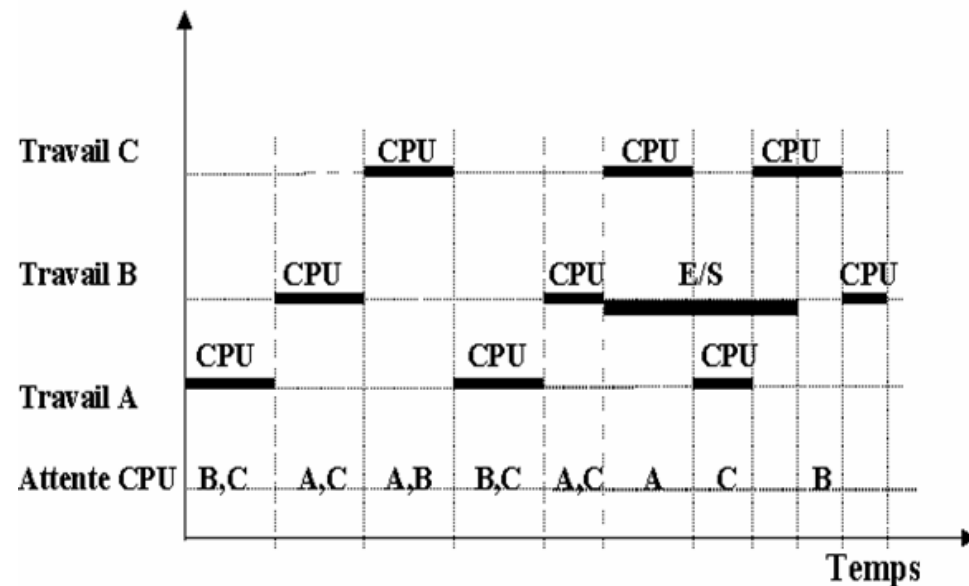 Travail C CPU CPU CPU
Travail B CPU CPU E/S CPU
CPU CPU CPU
Travail A
Attente CPU B,C A,C A,B B,C A,C A C B
Temps